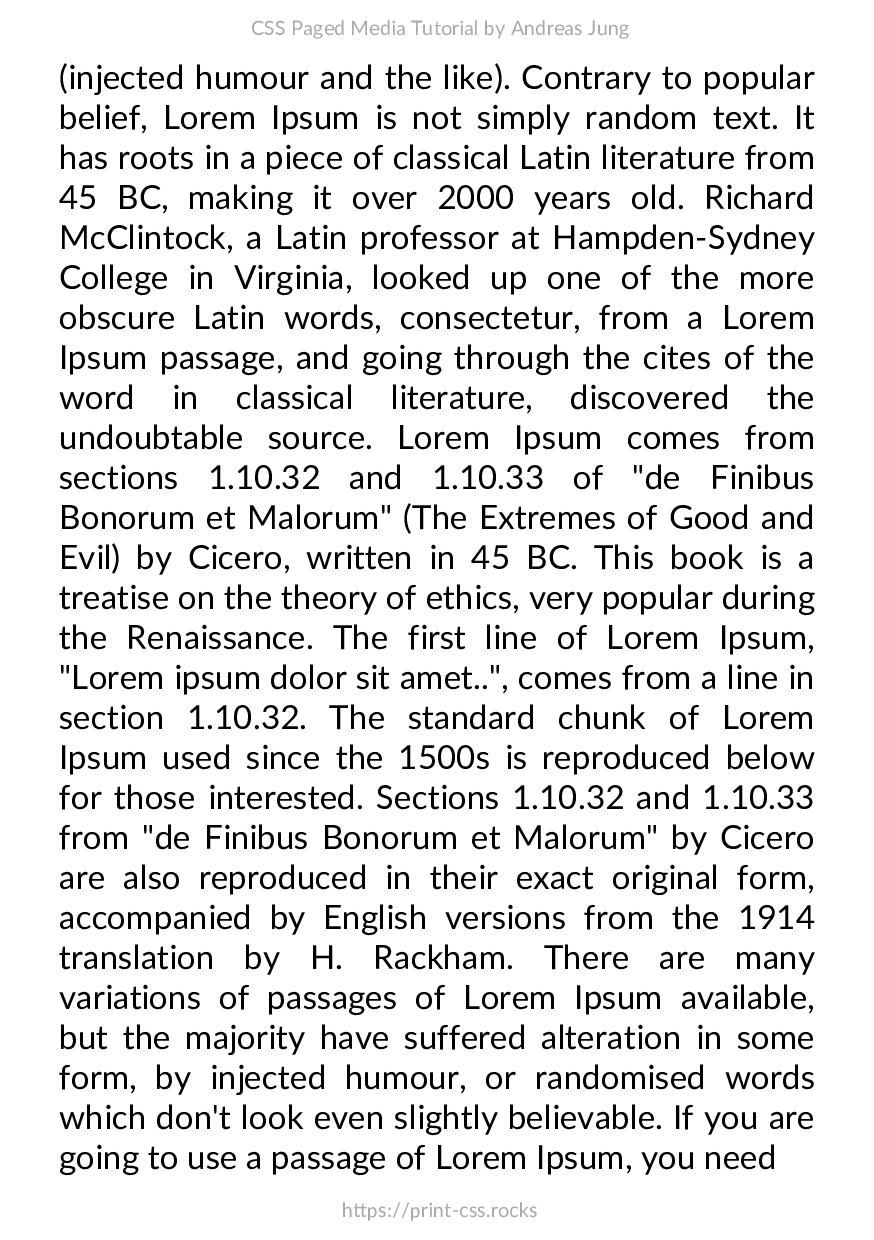 CSS Paged Media Tutorial by Andreas Jung
(injected humour and the like). Contrary to popular
belief, Lorem Ipsum is not simply random text. It
has roots in a piece of classical Latin literature from
45 BC, making it over 2000 years old. Richard
McClintock, a Latin professor at Hampden-Sydney
College in Virginia, looked up one of the more
obscure Latin words, consectetur, from a Lorem
Ipsum passage, and going through the cites of the
word in classical literature, discovered the
undoubtable source. Lorem Ipsum comes from
sections 1.10.32 and 1.10.33 of "de Finibus
Bonorum et Malorum" (The Extremes of Good and
Evil) by Cicero, written in 45 BC. This book is a
treatise on the theory of ethics, very popular during
the Renaissance. The first line of Lorem Ipsum,
"Lorem ipsum dolor sit amet..", comes from a line in
section 1.10.32. The standard chunk of Lorem
Ipsum used since the 1500s is reproduced below
for those interested. Sections 1.10.32 and 1.10.33
from "de Finibus Bonorum et Malorum" by Cicero
are also reproduced in their exact original form,
accompanied by English versions from the 1914
translation by H. Rackham. There are many
variations of passages of Lorem Ipsum available,
but the majority have suffered alteration in some
form, by injected humour, or randomised words
which don't look even slightly believable. If you are
going to use a passage of Lorem Ipsum, you need
https://print-css.rocks